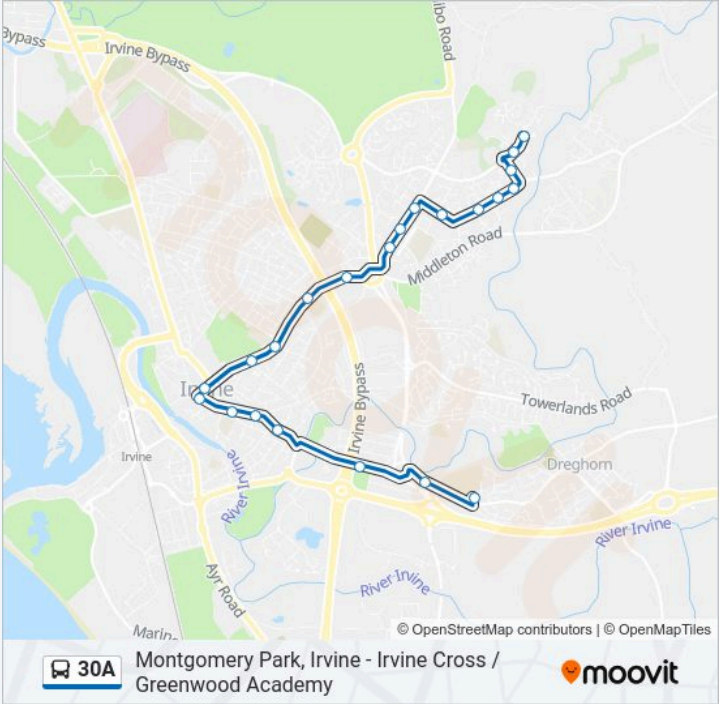 ibo Road
Bypass
Irvine Bypass
Middleton Road
Irvine
Irvine Bypass
Towerlands Road
Irvine
Dreghorn
River Irvine
River Irvine
River Irvine
Ayr Road
Marin
© OpenStreetMap contributors | © OpenMapTiles
30A
Montgomery Park, Irvine - Irvine Cross /
Greenwood Academy
moovit